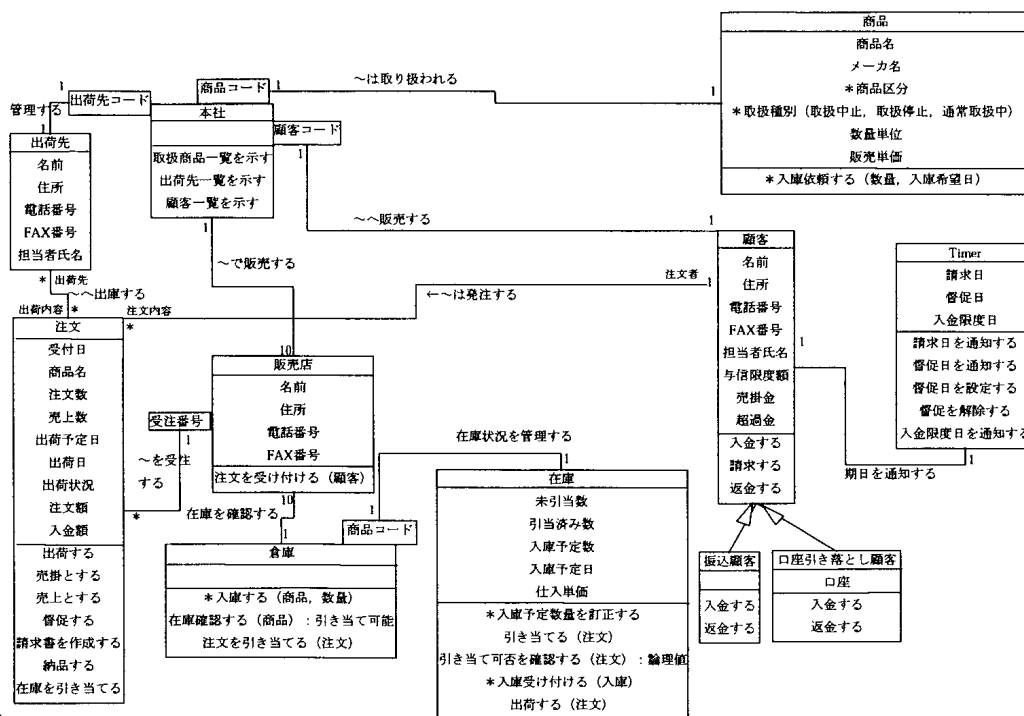 商品
商品名
メーカ名
＊商品区分
＊取扱種別（取扱中止，取扱停止，通常取扱中）
数量単位
販売単価
＊入庫依頼する（数量，入庫希望日）
1
～は取り扱われる
1
商品コード
1
出荷先コード
管理する
1
本社
取扱商品一覧を示す
出荷先一覧を示す
顧客一覧を示す
顧客コード
1
～へ販売する
1
出荷先
名前
住所
電話番号
FAX番号
担当者氏名
＊ 出荷先
～へ出庫する
出荷内容 ＊
1
～で販売する
10
注文内容
＊
←～は発注する
注文者
1
顧客
名前
住所
電話番号
FAX番号
担当者氏名
与信限度額
売掛金
超過金
入金する
請求する
返金する
1
Timer
請求日
督促日
入金限度日
請求日を通知する
督促日を通知する
督促日を設定する
督促を解除する
入金限度日を通知する
1
期日を通知する
注文
受付日
商品名
注文数
売上数
出荷予定日
出荷日
出荷状況
注文額
入金額
出荷する
売掛とする
売上とする
督促する
請求書を作成する
納品する
在庫を引き当てる
販売店
名前
住所
電話番号
FAX番号
注文を受け付ける（顧客）
受注番号
1
～を受注
する
＊
10
在庫を確認する
1
倉庫
＊入庫する（商品，数量）
在庫確認する（商品）：引き当て可能
注文を引き当てる（注文）
商品コード
1
在庫状況を管理する
1
在庫
未引当数
引当済み数
入庫予定数
入庫予定日
仕入単価
＊入庫予定数量を訂正する
引き当てる（注文）
引き当て可否を確認する（注文）：論理値
＊入庫受け付ける（入庫）
出荷する（注文）
振込顧客
入金する
返金する
口座引き落とし顧客
口座
入金する
返金する